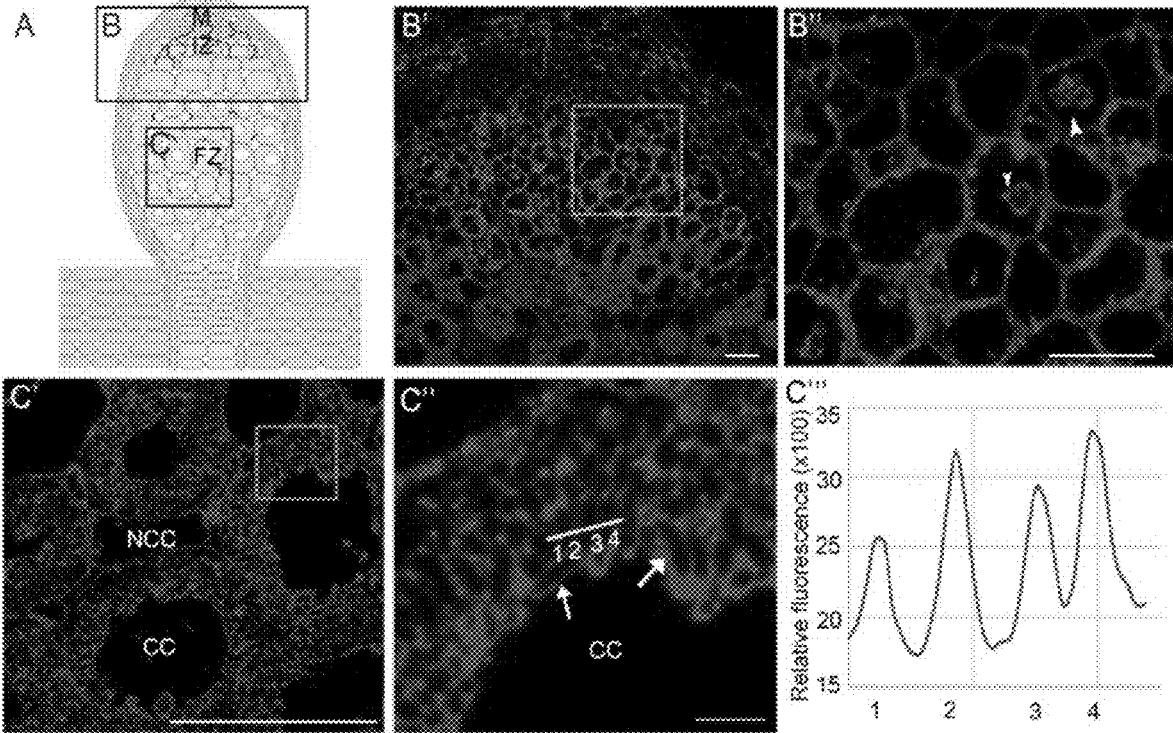 A
B
M
IZ
C
FZ
B'
B"
C'
NCC
CC
C"
1 2 3 4
CC
C'"
Relative fluorescence (x100)
35
30
25
20
15
1 2 3 4